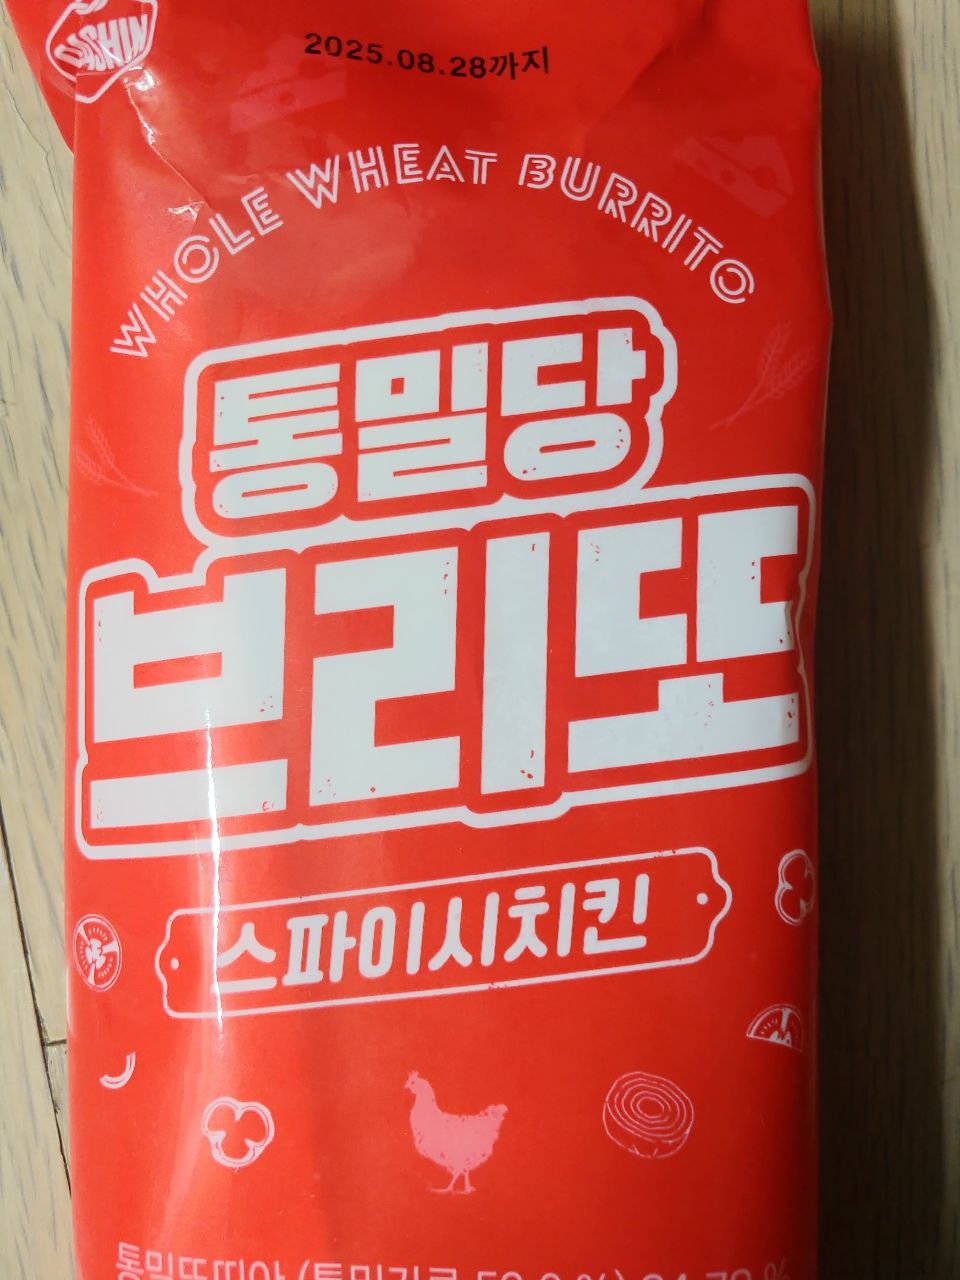 DASHIN
2025.08.28까지
WHOLE WHEAT BURRITO
통밀당
브리또
스파이시치킨